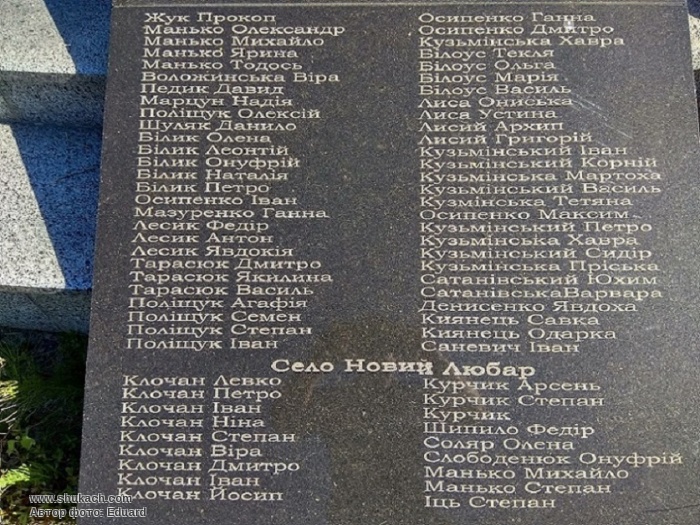 Жук Прокоп
Манько Олександр
Манько Михайло
Манько Ярина
Манько Тодось
Воложинська Віра
Педик Давид
Марцун Надія
Поліщук Олексій
Шуляк Данило
Білик Олена
Білик Леонтій
Білик Онуфрій
Білик Наталія
Білик Петро
Осипенко Іван
Мазуренко Ганна
Лесик Федір
Лесик Антон
Лесик Явдокія
Тарасюк Дмитро
Тарасюк Якилина
Тарасюк Василь
Поліщук Агафія
Поліщук Семен
Поліщук Степан
Поліщук Іван
Осипенко Ганна
Осипенко Дмитро
Кузьмінська Хавра
Білоус Текля
Білоус Ольга
Білоус Марія
Білоус Василь
Лиса Ониська
Лиса Устина
Лисий Архип
Лисий Григорій
Кузьмінський Іван
Кузьмінський Корній
Кузьмінська Мартоха
Кузьмінський Василь
Кузмінська Тетяна
Осипенко Максим
Кузьмінський Петро
Кузьмінська Хавра
Кузьмінський Сидір
Кузьмінська Пріська
Сатанівський Юхим
Сатанівська Варвара
Денисенко Явдоха
Киянець Савка
Киянець Одарка
Саневич Іван
Село Новий Любар
Клочан Левко
Клочан Петро
Клочан Іван
Клочан Ніна
Клочан Степан
Клочан Віра
Клочан Дмитро
Клочан Іван
Клочан Йосип
Курчик Арсень
Курчик Степан
Курчик
Шипило Федір
Соляр Олена
Слободенюк Онуфрій
Манько Михайло
Манько Степан
Іць Степан
www.shukach.com
Автор фото: Eduard